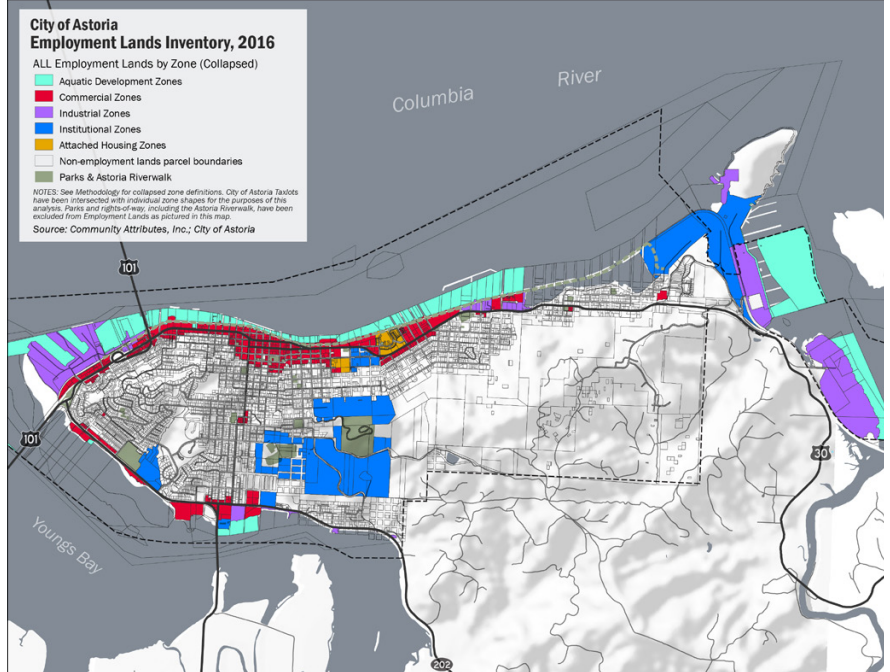 City of Astoria
Employment Lands Inventory, 2016
ALL Employment Lands by Zone (Collapsed)
Aquatic Development Zones
Commercial Zones
Industrial Zones
Institutional Zones
Attached Housing Zones
Non-employment lands parcel boundaries
Parks & Astoria Riverwalk
NOTES: See Methodology for collapsed zone definitions. City of Astoria Taxlots
have been intersected with individual zone shapes for the purposes of this
analysis. Parks and rights-of-way, including the Astoria Riverwalk, have been
excluded from Employment Lands as pictured in this map.
Source: Community Attributes, Inc.; City of Astoria
Columbia River
101
101
30
Youngs Bay
202